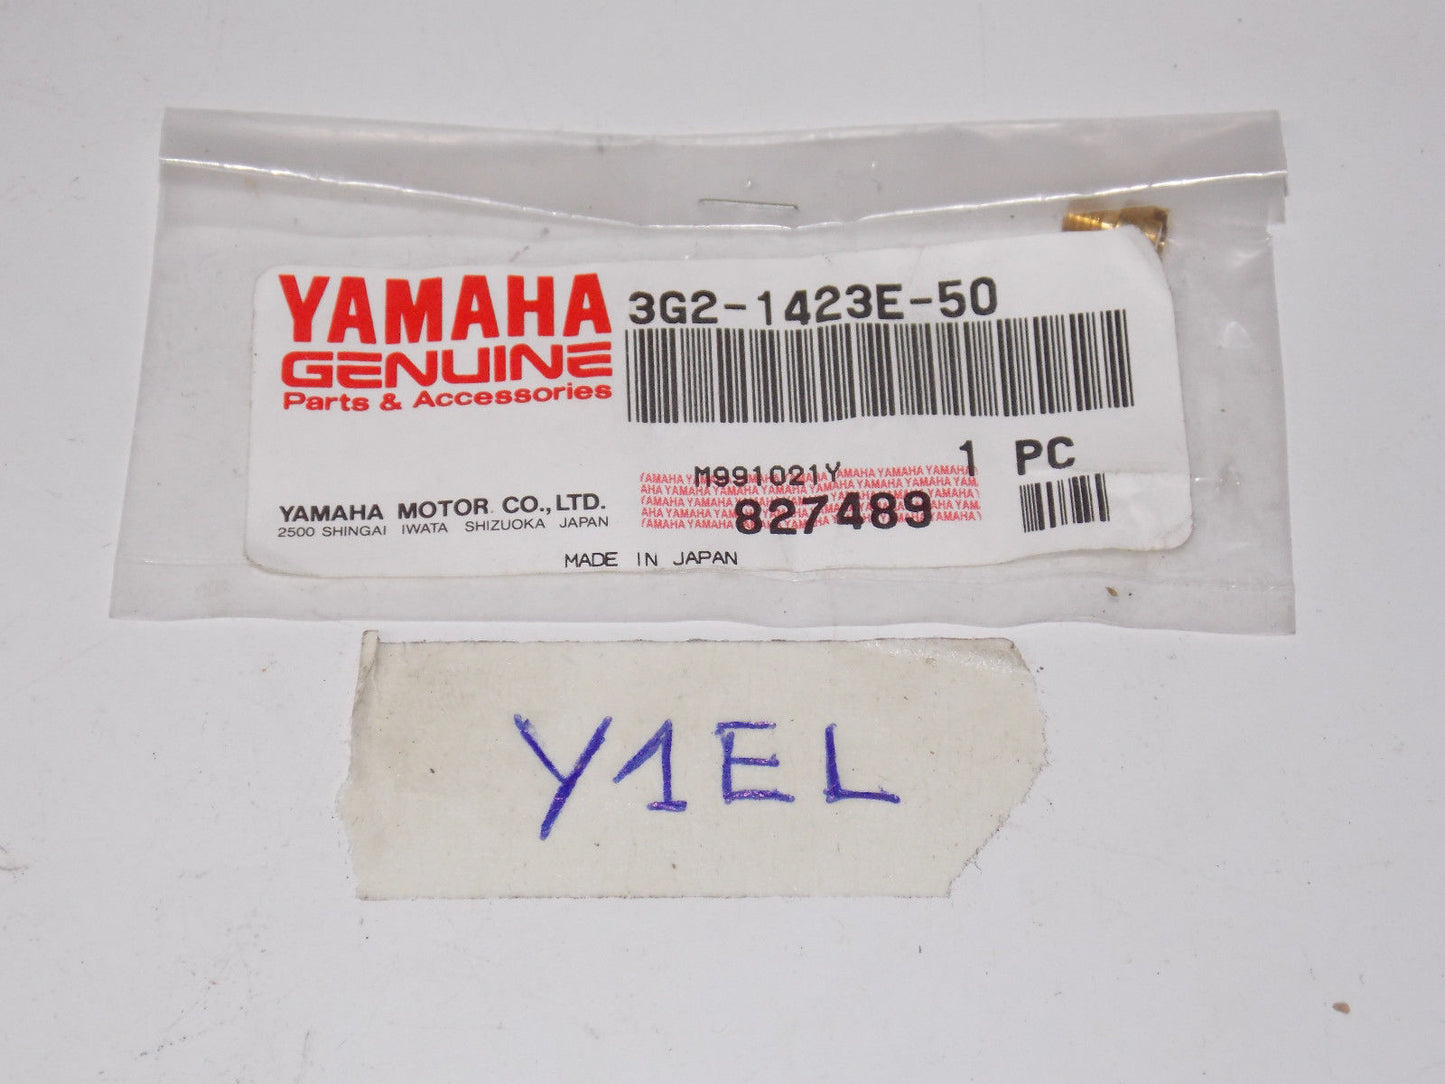 YAMAHA
GENUINE
Parts & Accessories
3G2-1423E-50
1 PC
M991021Y
827489
YAMAHA MOTOR CO., LTD.
2500 SHINGAI IWATA SHIZUOKA JAPAN
MADE IN JAPAN
Y1EL